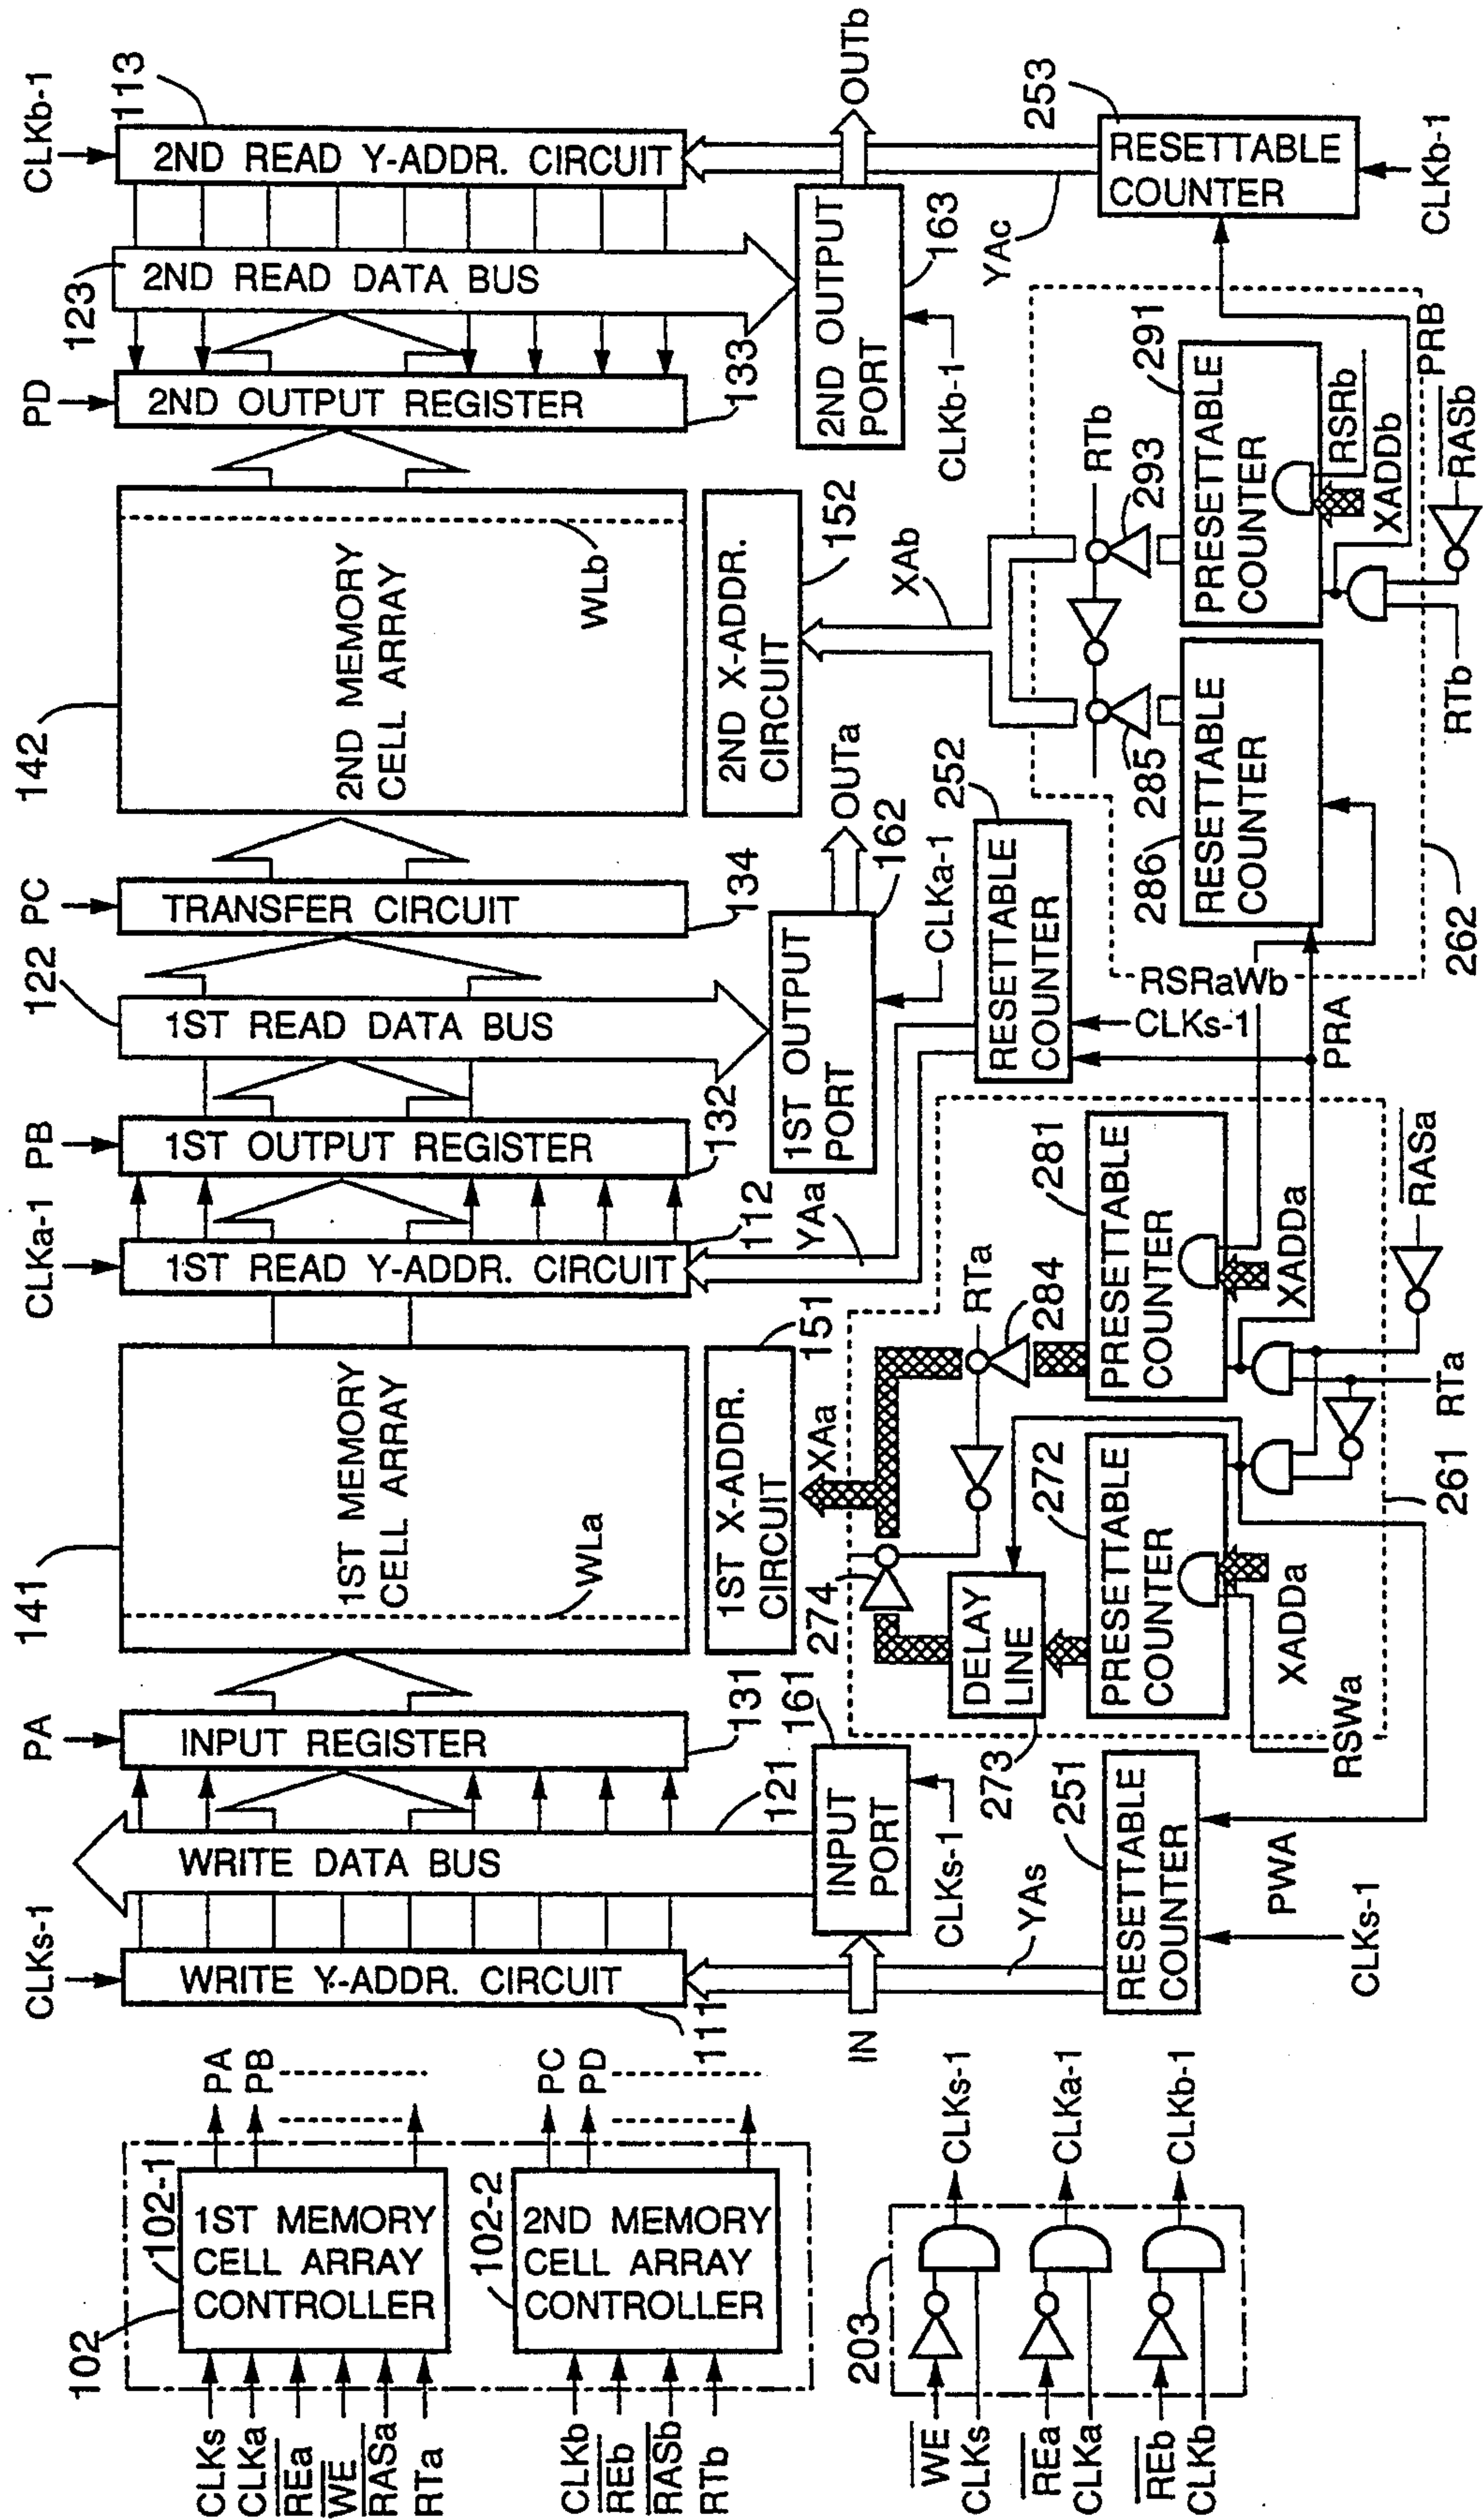 CLKs
CLKa
REa
WE
RASa
RTa
102
102-1
1ST MEMORY
CELL ARRAY
CONTROLLER
PA
PB
CLKb
REb
RASb
RTb
102-2
2ND MEMORY
CELL ARRAY
CONTROLLER
PC
PD
203
WE
CLKs
CLKs-1
REa
CLKa
CLKa-1
REb
CLKb
CLKb-1
CLKs-1
WRITE Y-ADDR. CIRCUIT
111
WRITE DATA BUS
121
PA
INPUT REGISTER
131
141
1ST MEMORY
CELL ARRAY
WLa
CLKa-1
1ST READ Y-ADDR. CIRCUIT
112
PB
1ST OUTPUT REGISTER
132
122
1ST READ DATA BUS
PC
TRANSFER CIRCUIT
134
142
2ND MEMORY
CELL ARRAY
WLb
PD
2ND OUTPUT REGISTER
133
123
2ND READ DATA BUS
CLKb-1
113
2ND READ Y-ADDR. CIRCUIT
IN
INPUT
PORT
161
CLKs-1
YAs
1ST X-ADDR.
CIRCUIT
151
XAa
YAa
1ST OUTPUT
PORT
162
OUTa
CLKa-1
2ND X-ADDR.
CIRCUIT
152
XAb
2ND OUTPUT
PORT
163
OUTb
CLKb-1
YAc
RESETTABLE
COUNTER
251
PWA
CLKs-1
273
DELAY
LINE
274
RTa
284
272
PRESETTABLE
COUNTER
281
PRESETTABLE
COUNTER
RSWa
XADDa
XADDa
261
RTa
RASa
RESETTABLE
COUNTER
252
CLKs-1
RSRaWb
PRA
285
286
RESETTABLE
COUNTER
293
RTb
291
PRESETTABLE
COUNTER
RSRb
XADDb
PRB
262
RTb
RASb
253
RESETTABLE
COUNTER
CLKb-1